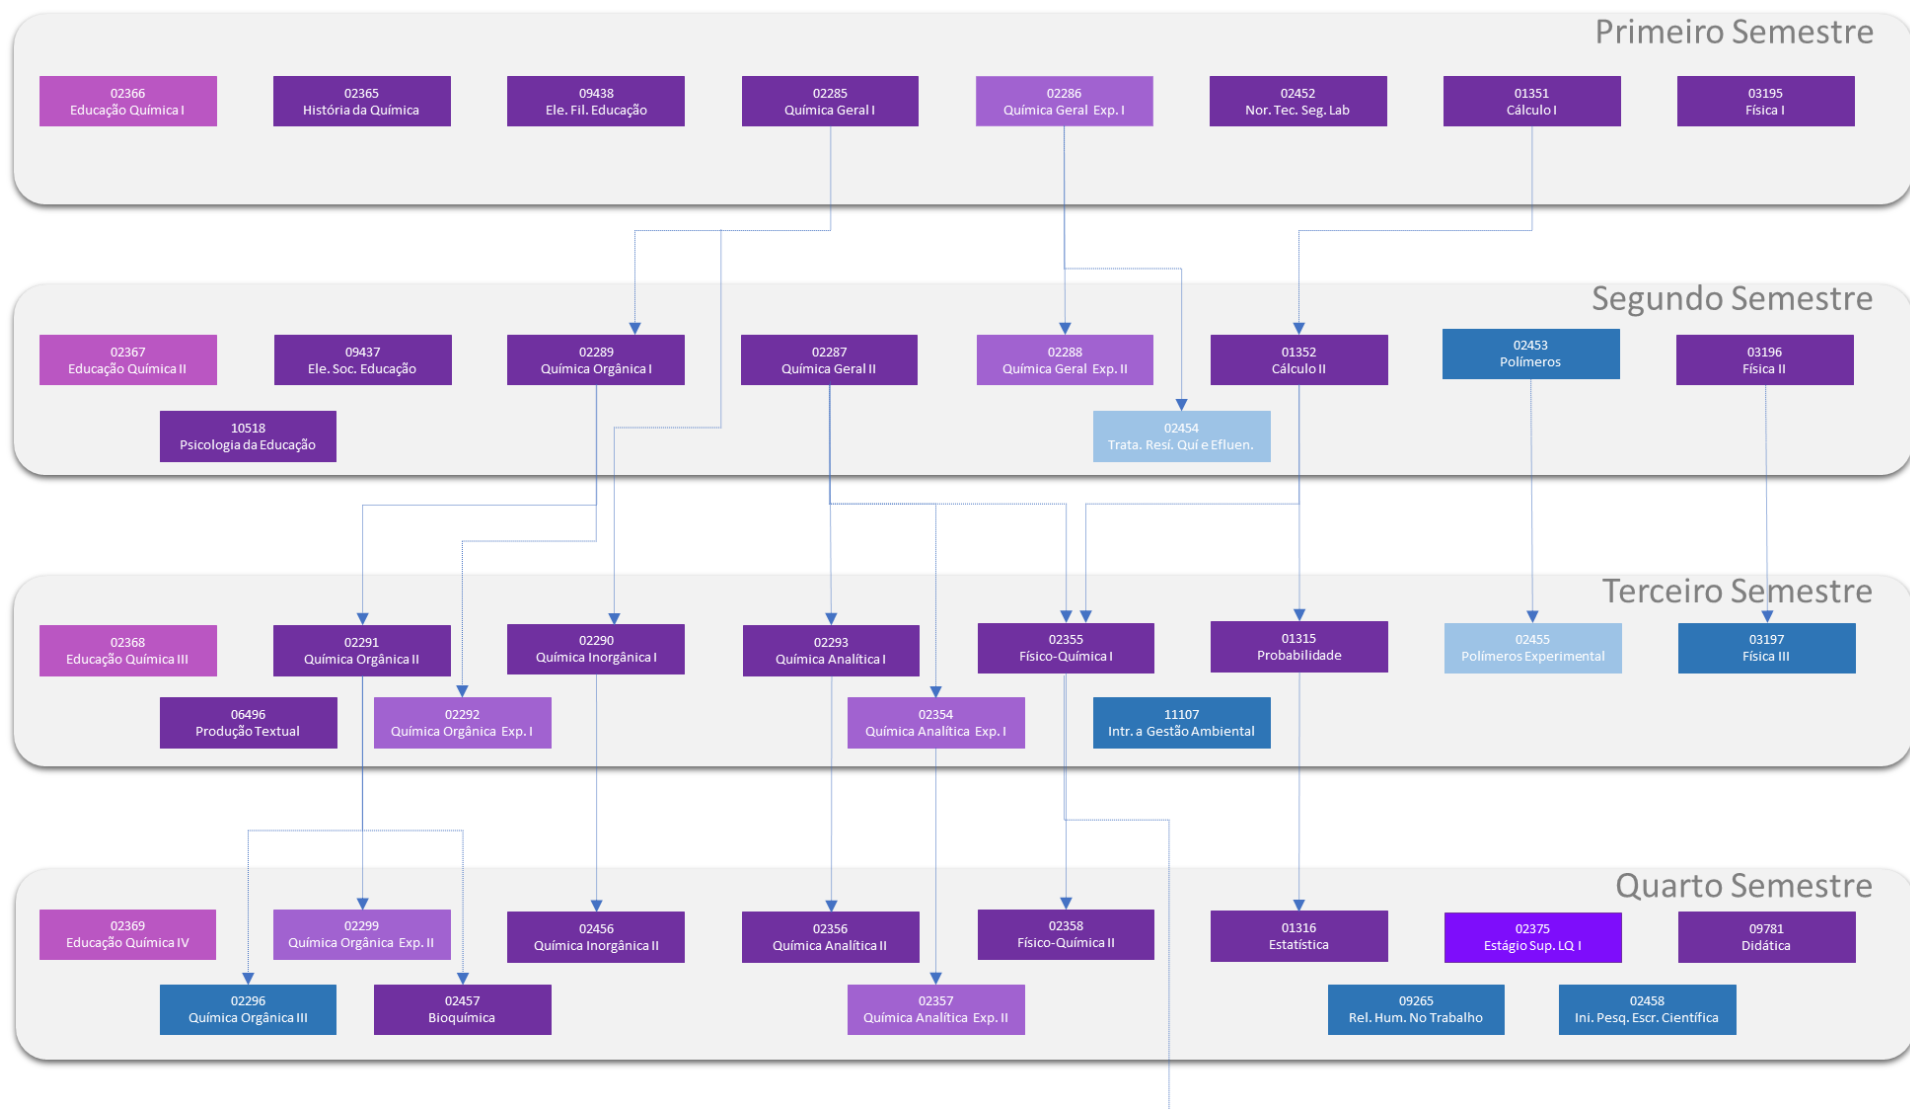 Primeiro Semestre
02366
Educação Química I
02365
História da Química
09438
Ele. Fil. Educação
02285
Química Geral I
02286
Química Geral Exp. I
02452
Nor. Tec. Seg. Lab
01351
Cálculo I
03195
Física I
Segundo Semestre
02367
Educação Química II
09437
Ele. Soc. Educação
02289
Química Orgânica I
02287
Química Geral II
02288
Química Geral Exp. II
01352
Cálculo II
02453
Polímeros
03196
Física II
10518
Psicologia da Educação
02454
Trata. Resí. Quí e Efluen.
Terceiro Semestre
02368
Educação Química III
02291
Química Orgânica II
02290
Química Inorgânica I
02293
Química Analítica I
02355
Físico-Química I
01315
Probabilidade
02455
Polímeros Experimental
03197
Física III
06496
Produção Textual
02292
Química Orgânica Exp. I
02354
Química Analítica Exp. I
11107
Intr. a Gestão Ambiental
Quarto Semestre
02369
Educação Química IV
02299
Química Orgânica Exp. II
02456
Química Inorgânica II
02356
Química Analítica II
02358
Físico-Química II
01316
Estatística
02375
Estágio Sup. LQ I
09781
Didática
02296
Química Orgânica III
02457
Bioquímica
02357
Química Analítica Exp. II
09265
Rel. Hum. No Trabalho
02458
Ini. Pesq. Escr. Científica